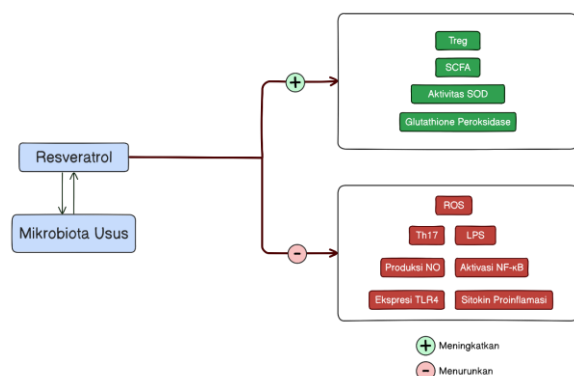 Treg
SCFA
Aktivitas SOD
Glutathione Peroksidase
Resveratrol
Mikrobiota Usus
ROS
Th17 LPS
Produksi NO Aktivasi NF-κB
Ekspresi TLR4 Sitokin Proinflamasi
+ Meningkatkan
- Menurunkan